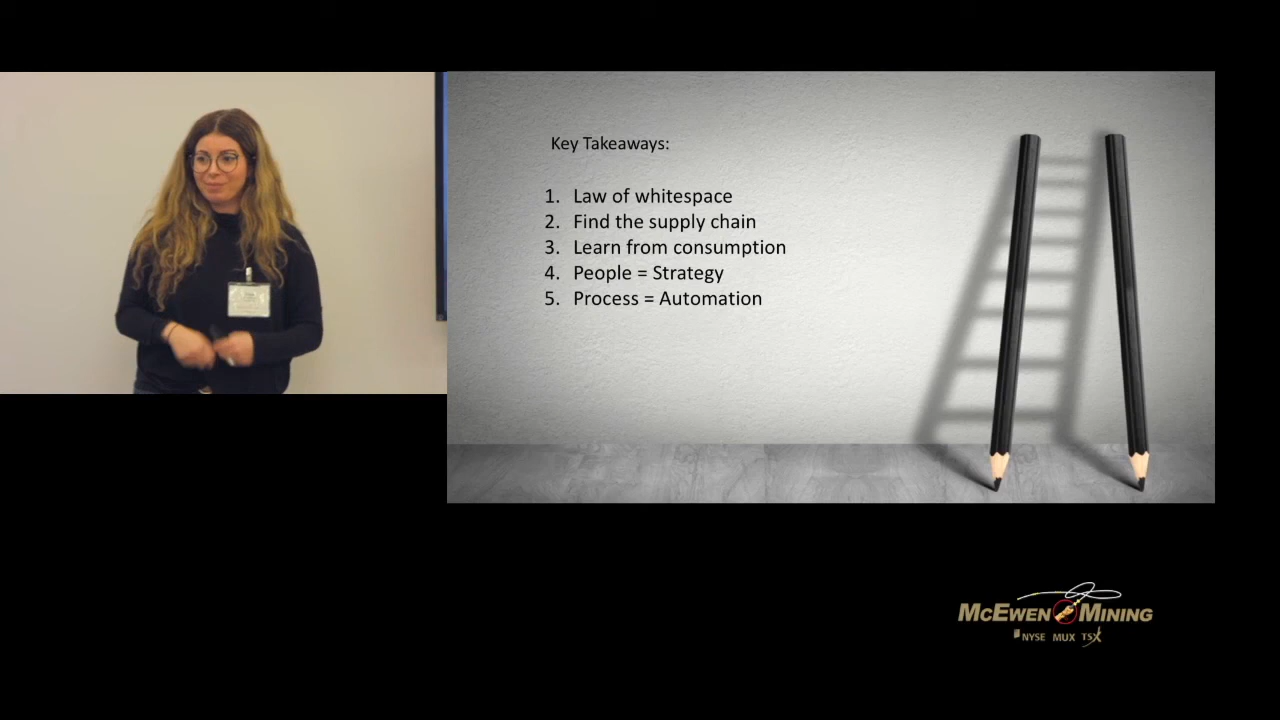 Key Takeaways:
1. Law of whitespace
2. Find the supply chain
3. Learn from consumption
4. People = Strategy
5. Process = Automation
MCEWEN MINING
NYSE MUX TSX